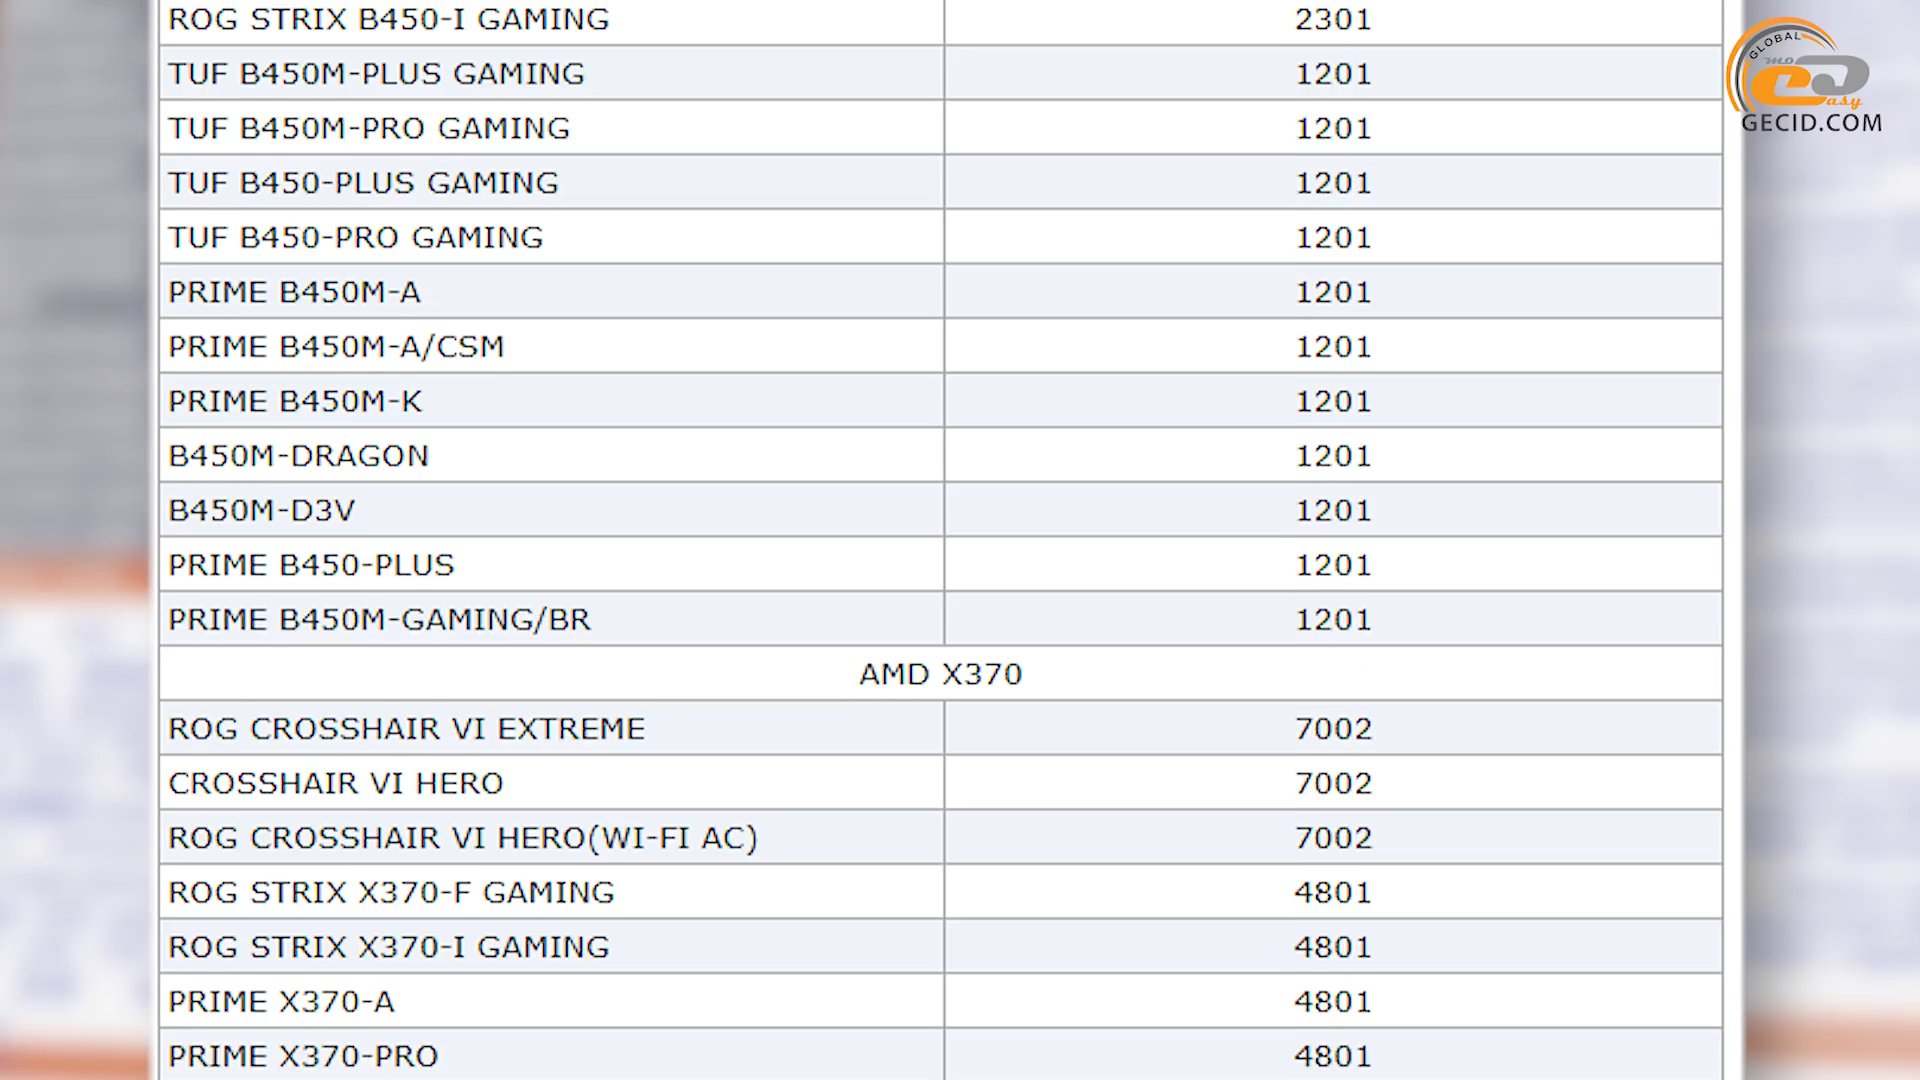 ROG STRIX B450-I GAMING 2301
TUF B450M-PLUS GAMING 1201
TUF B450M-PRO GAMING 1201
TUF B450-PLUS GAMING 1201
TUF B450-PRO GAMING 1201
PRIME B450M-A 1201
PRIME B450M-A/CSM 1201
PRIME B450M-K 1201
B450M-DRAGON 1201
B450M-D3V 1201
PRIME B450-PLUS 1201
PRIME B450M-GAMING/BR 1201
AMD X370
ROG CROSSHAIR VI EXTREME 7002
CROSSHAIR VI HERO 7002
ROG CROSSHAIR VI HERO(WI-FI AC) 7002
ROG STRIX X370-F GAMING 4801
ROG STRIX X370-I GAMING 4801
PRIME X370-A 4801
PRIME X370-PRO 4801
GLOBAL
asy
GECID.COM